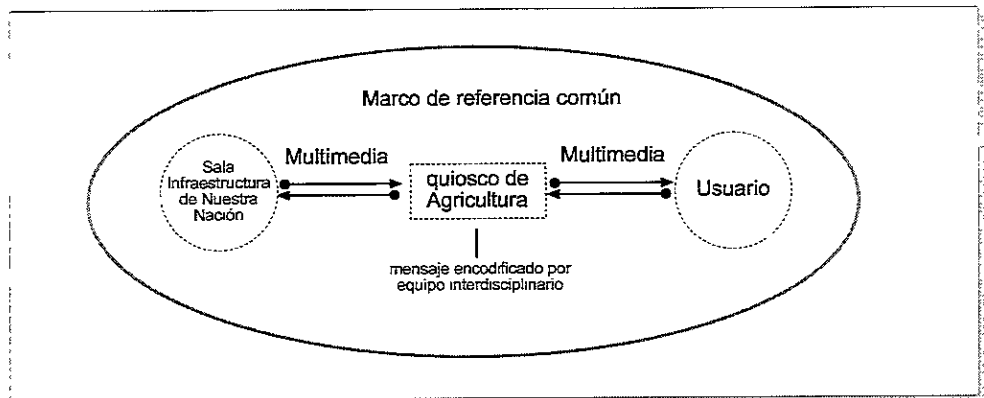 Marco de referencia común
Sala
Infraestructura
de Nuestra
Nación
Multimedia
quiosco de
Agricultura
Multimedia
Usuario
mensaje encodificado por
equipo interdisciplinario